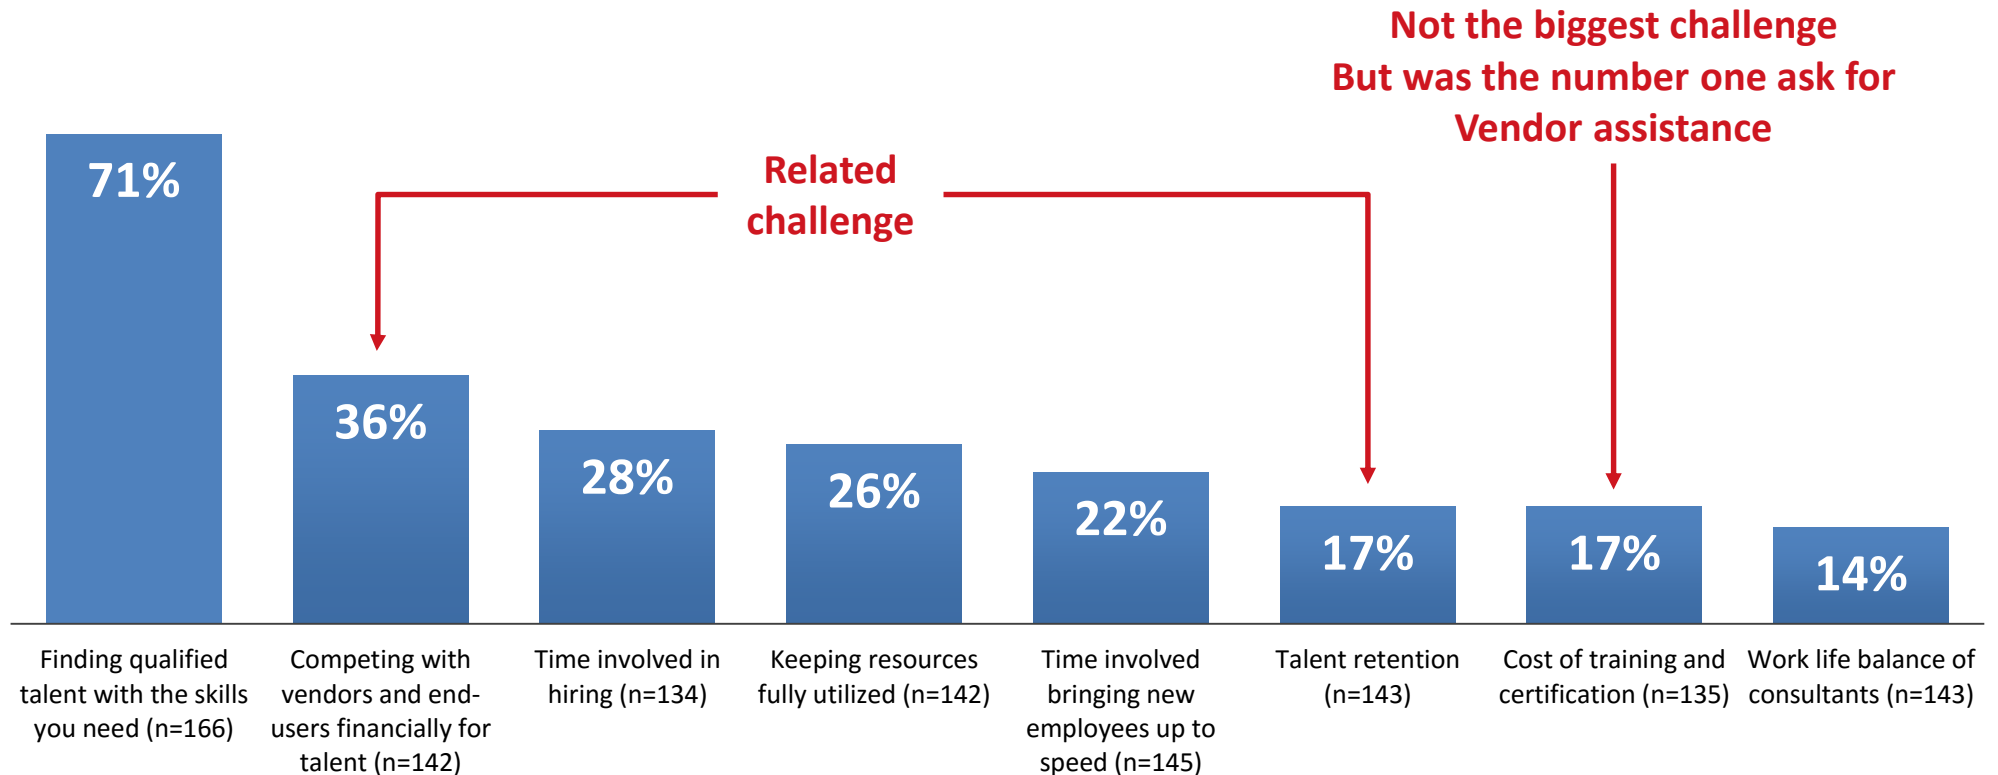 Not the biggest challenge
But was the number one ask for
Vendor assistance
Related
challenge
71%
36%
28%
26%
22%
17%
17%
14%
Finding qualified
talent with the skills
you need (n=166)
Competing with
vendors and end-
users financially for
talent (n=142)
Time involved in
hiring (n=134)
Keeping resources
fully utilized (n=142)
Time involved
bringing new
employees up to
speed (n=145)
Talent retention
(n=143)
Cost of training and
certification (n=135)
Work life balance of
consultants (n=143)